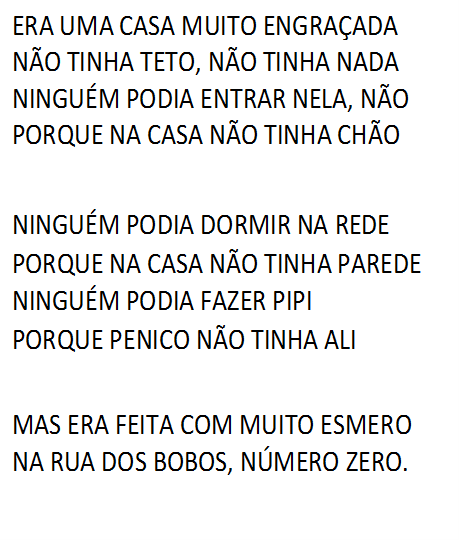 ERA UMA CASA MUITO ENGRAÇADA
NÃO TINHA TETO, NÃO TINHA NADA
NINGUÉM PODIA ENTRAR NELA, NÃO
PORQUE NA CASA NÃO TINHA CHÃO
NINGUÉM PODIA DORMIR NA REDE
PORQUE NA CASA NÃO TINHA PAREDE
NINGUÉM PODIA FAZER PIPI
PORQUE PENICO NÃO TINHA ALI
MAS ERA FEITA COM MUITO ESMERO
NA RUA DOS BOBOS, NÚMERO ZERO.